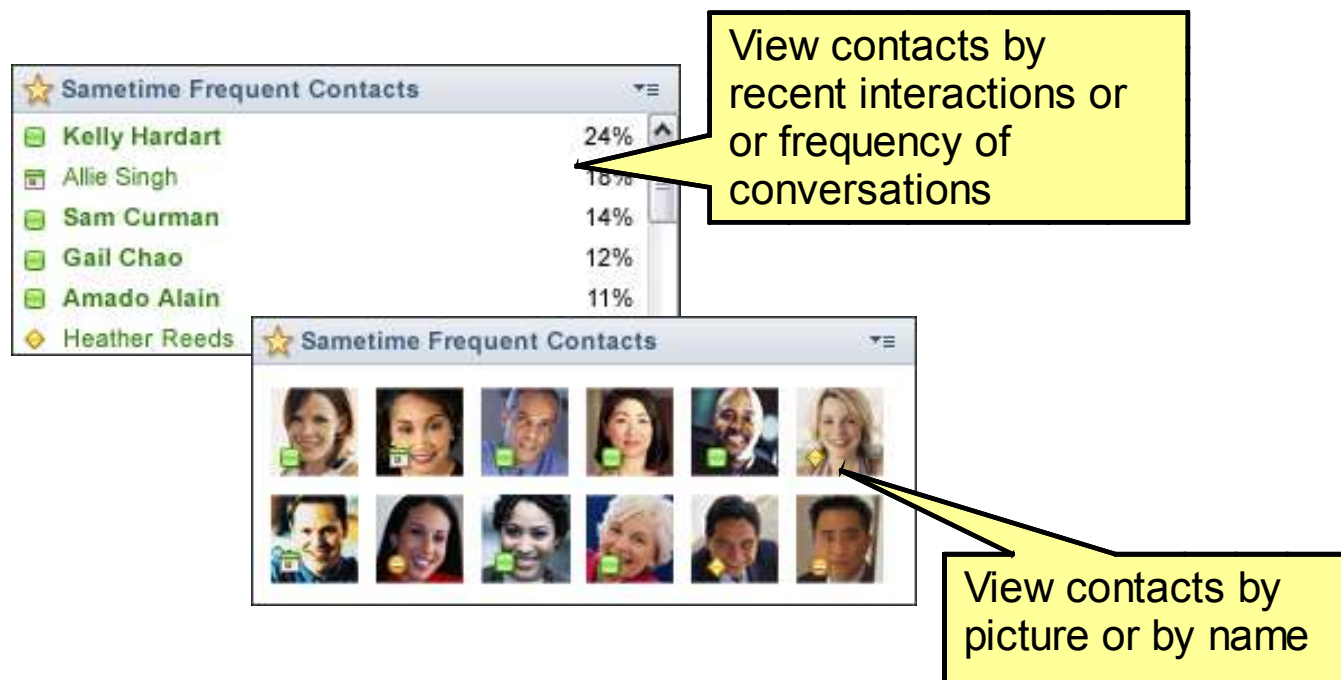 View contacts by
recent interactions or
or frequency of
conversations
Sametime Frequent Contacts
Kelly Hardart 24%
Allie Singh 18%
Sam Curman 14%
Gail Chao 12%
Amado Alain 11%
Heather Reeds
Sametime Frequent Contacts
View contacts by
picture or by name